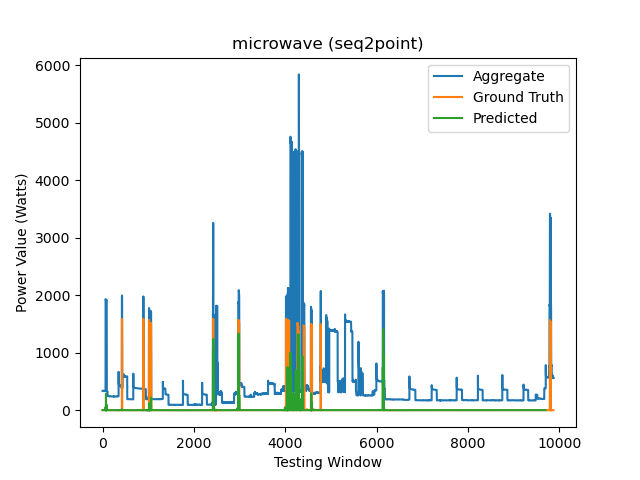 microwave (seq2point)
6000
5000
4000
3000
2000
1000
0
Power Value (Watts)
Aggregate
Ground Truth
Predicted
0
2000
4000
6000
8000
10000
Testing Window